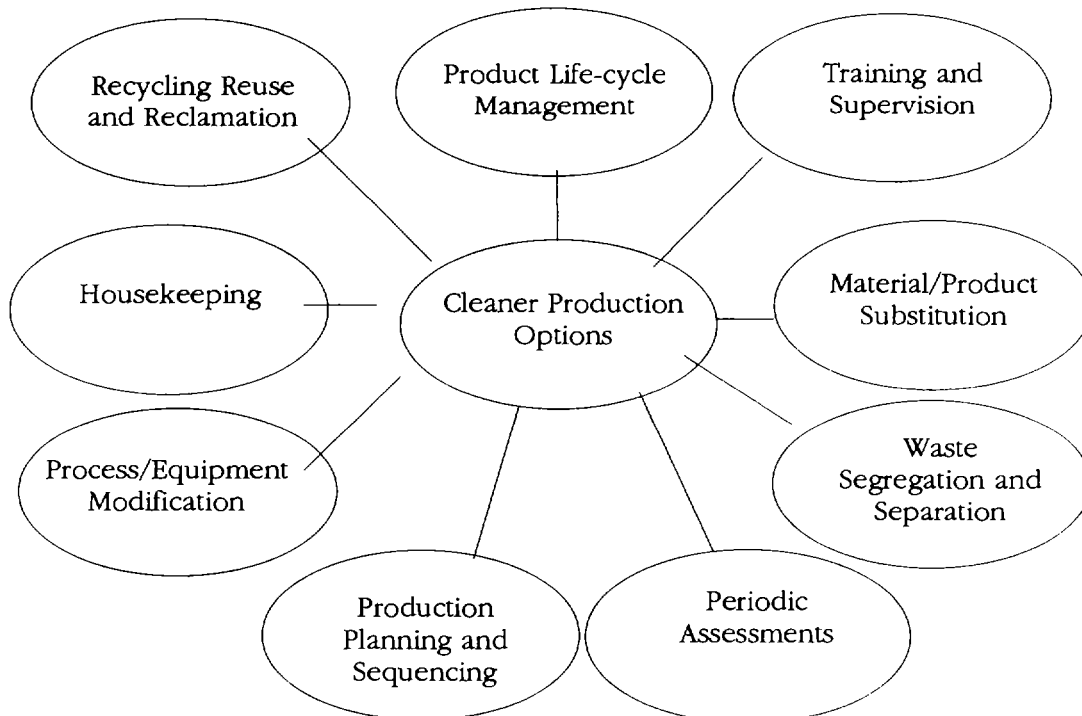 Recycling Reuse
and Reclamation
Product Life-cycle
Management
Training and
Supervision
Housekeeping
Cleaner Production
Options
Material/Product
Substitution
Process/Equipment
Modification
Waste
Segregation and
Separation
Production
Planning and
Sequencing
Periodic
Assessments